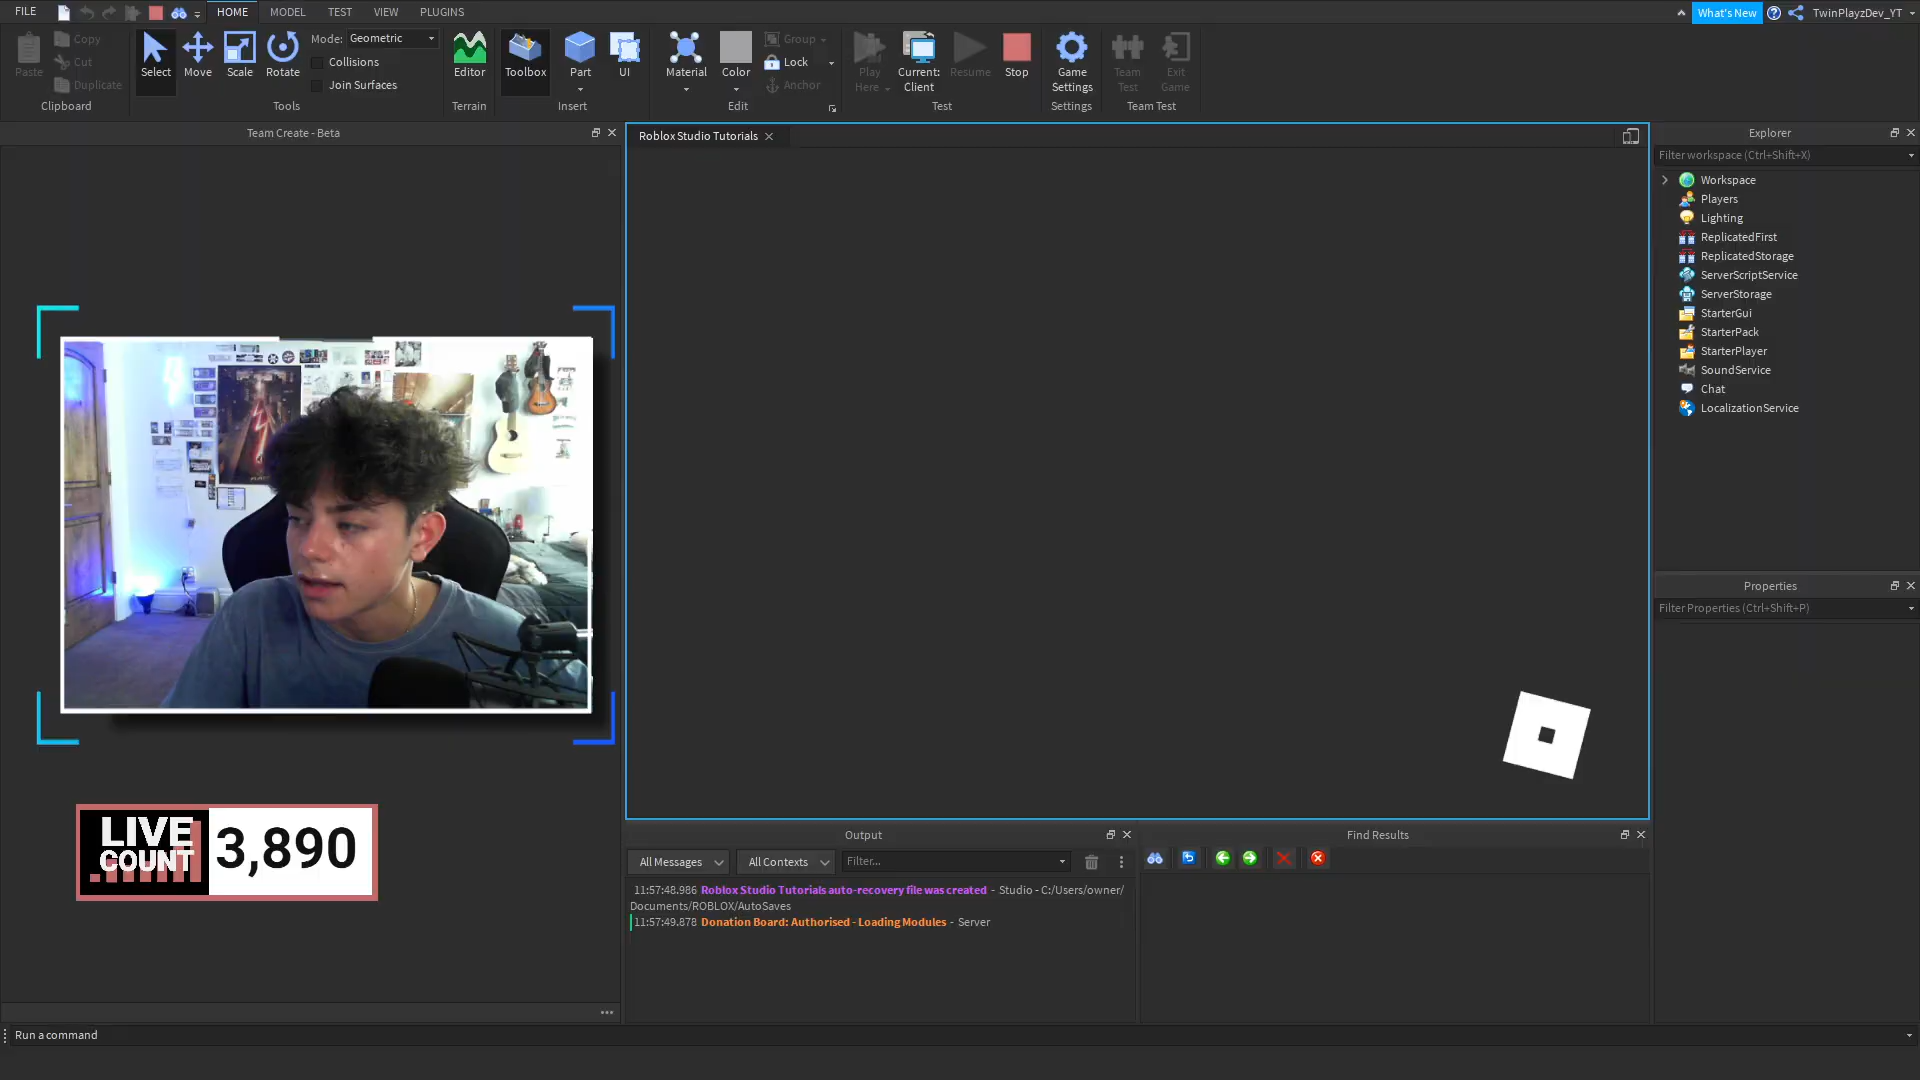 FILE
HOME
MODEL
TEST
VIEW
PLUGINS
What's New
TwinPlayzDev_YT
Paste
Copy
Cut
Duplicate
Clipboard
Select
Move
Scale
Rotate
Mode: Geometric
Collisions
Join Surfaces
Tools
Editor
Terrain
Toolbox
Part
UI
Insert
Material
Color
Group
Lock
Anchor
Edit
Play
Here
Current:
Client
Resume
Stop
Test
Game
Settings
Settings
Team
Test
Exit
Game
Team Test
Team Create - Beta
Roblox Studio Tutorials
Explorer
Filter workspace (Ctrl+Shift+X)
Workspace
Players
Lighting
ReplicatedFirst
ReplicatedStorage
ServerScriptService
ServerStorage
StarterGui
StarterPack
StarterPlayer
SoundService
Chat
LocalizationService
Properties
Filter Properties (Ctrl+Shift+P)
LIVE
COUNT
3,890
Output
All Messages
All Contexts
Filter...
11:57:48.986 Roblox Studio Tutorials auto-recovery file was created - Studio - C:/Users/owner/
Documents/ROBLOX/AutoSaves
11:57:49.878 Donation Board: Authorised - Loading Modules - Server
Find Results
Run a command